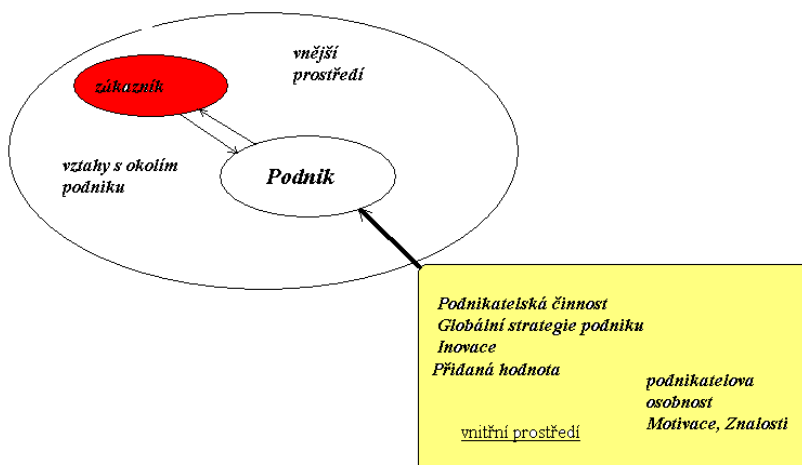 vnější
prostředí
zákazník
vztahy s okolím
podniku
Podnik
Podnikatelská činnost
Globální strategie podniku
Inovace
Přidaná hodnota
podnikatelova
osobnost
Motivace, Znalosti
vnitřní prostředí